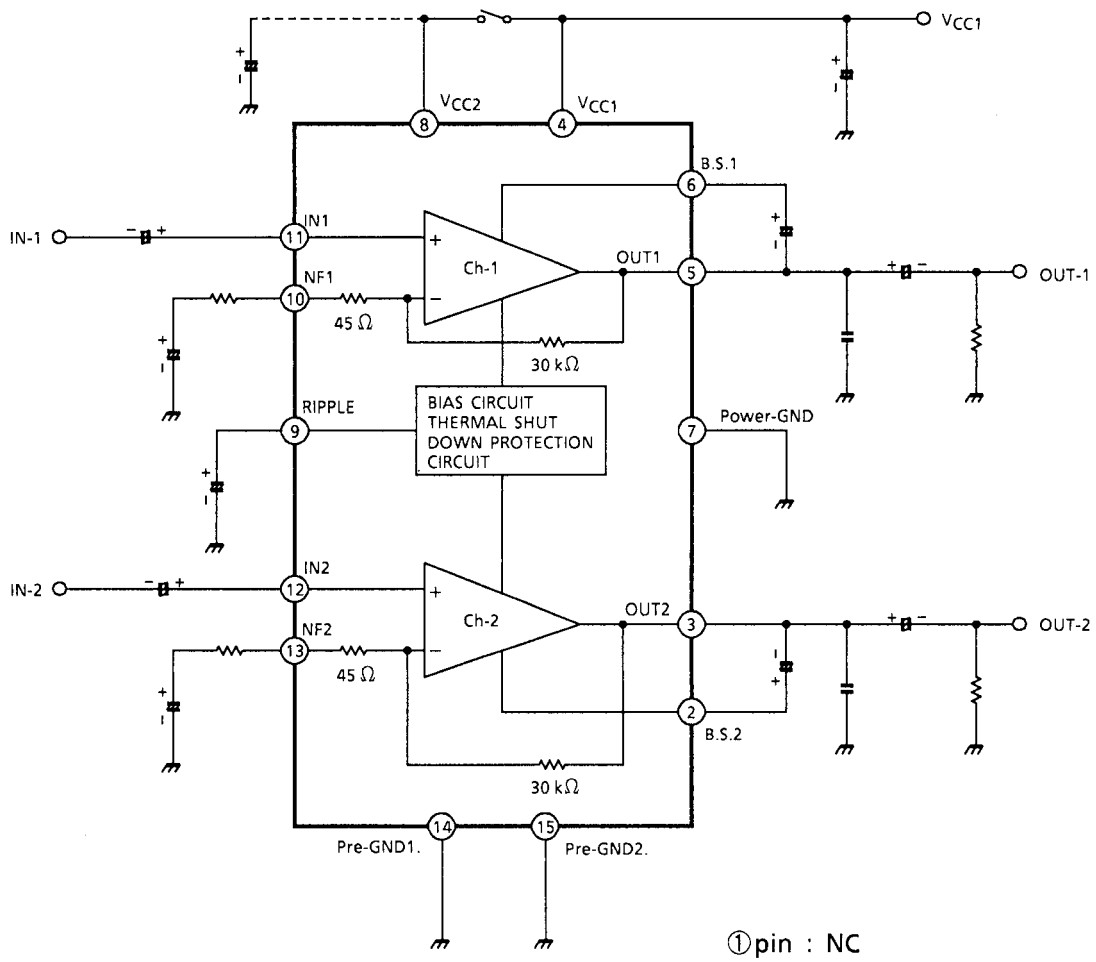 VCC1
+
-
+
-
VCC2
VCC1
8
4
B.S.1
6
IN1
IN-1
- +
11
+
+
-
Ch-1
OUT1
5
+ -
OUT-1
NF1
10
45 Ω
-
+
-
30 kΩ
RIPPLE
9
BIAS CIRCUIT
THERMAL SHUT
DOWN PROTECTION
CIRCUIT
Power-GND
7
+
-
IN2
IN-2
- +
12
+
Ch-2
OUT2
3
+ -
OUT-2
NF2
13
45 Ω
-
-
+
+
-
2
B.S.2
30 kΩ
14
15
Pre-GND1.
Pre-GND2.
①pin : NC